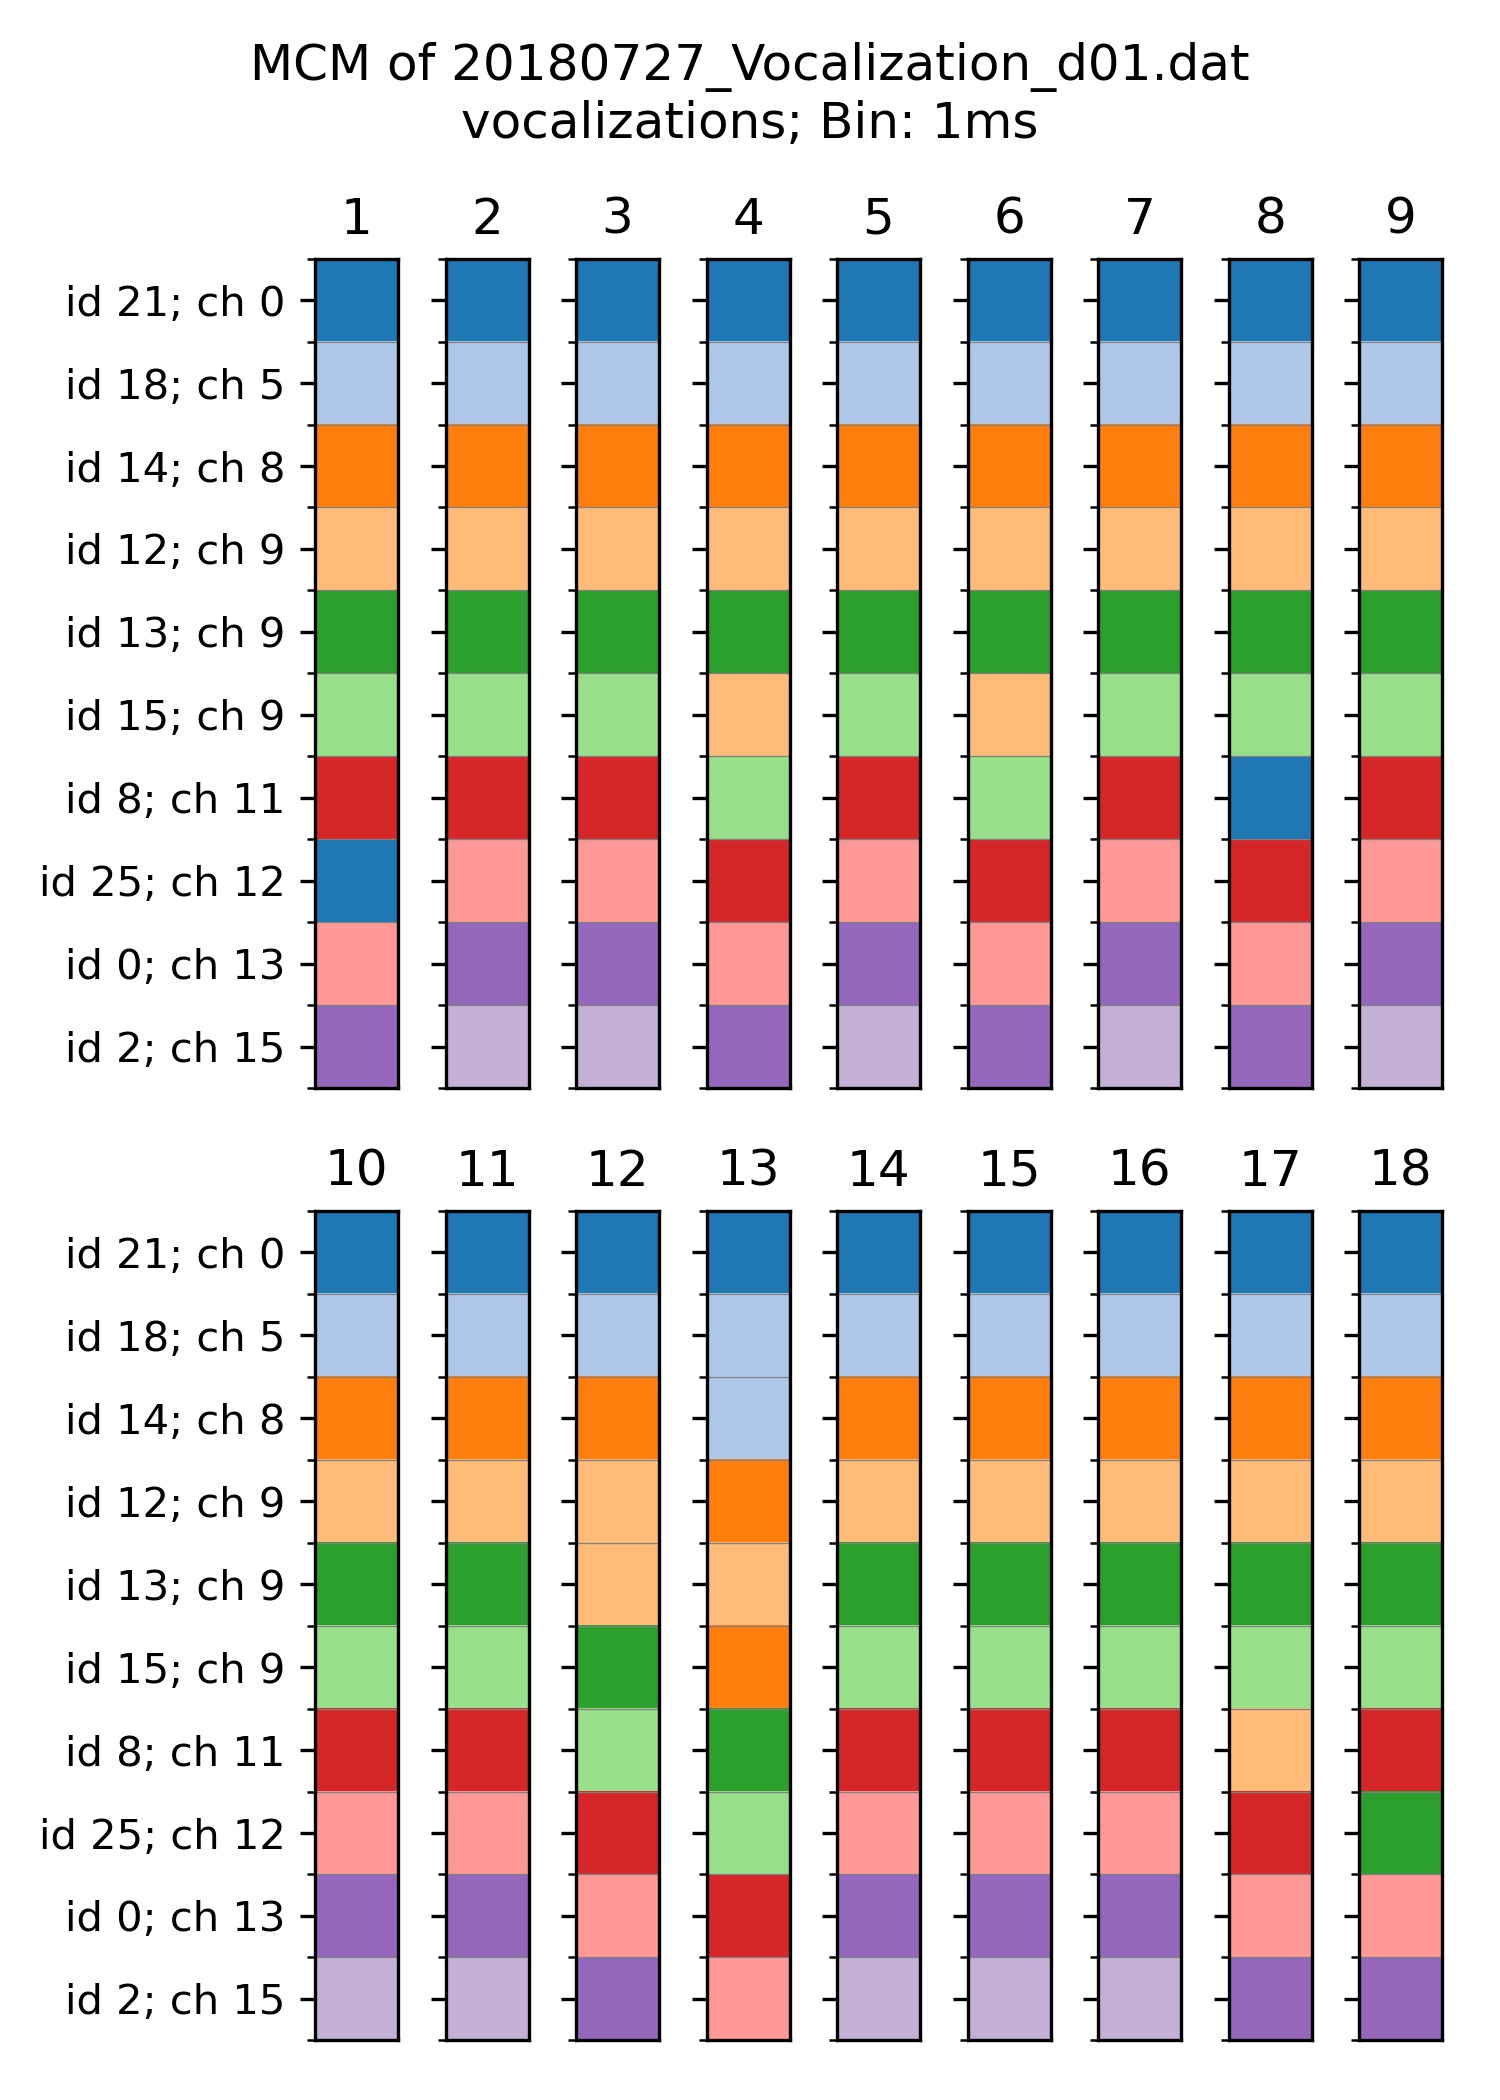 MCM of 20180727_Vocalization_d01.dat
vocalizations; Bin: 1ms
1 2 3 4 5 6 7 8 9
id 21; ch 0
id 18; ch 5
id 14; ch 8
id 12; ch 9
id 13; ch 9
id 15; ch 9
id 8; ch 11
id 25; ch 12
id 0; ch 13
id 2; ch 15
10 11 12 13 14 15 16 17 18
id 21; ch 0
id 18; ch 5
id 14; ch 8
id 12; ch 9
id 13; ch 9
id 15; ch 9
id 8; ch 11
id 25; ch 12
id 0; ch 13
id 2; ch 15